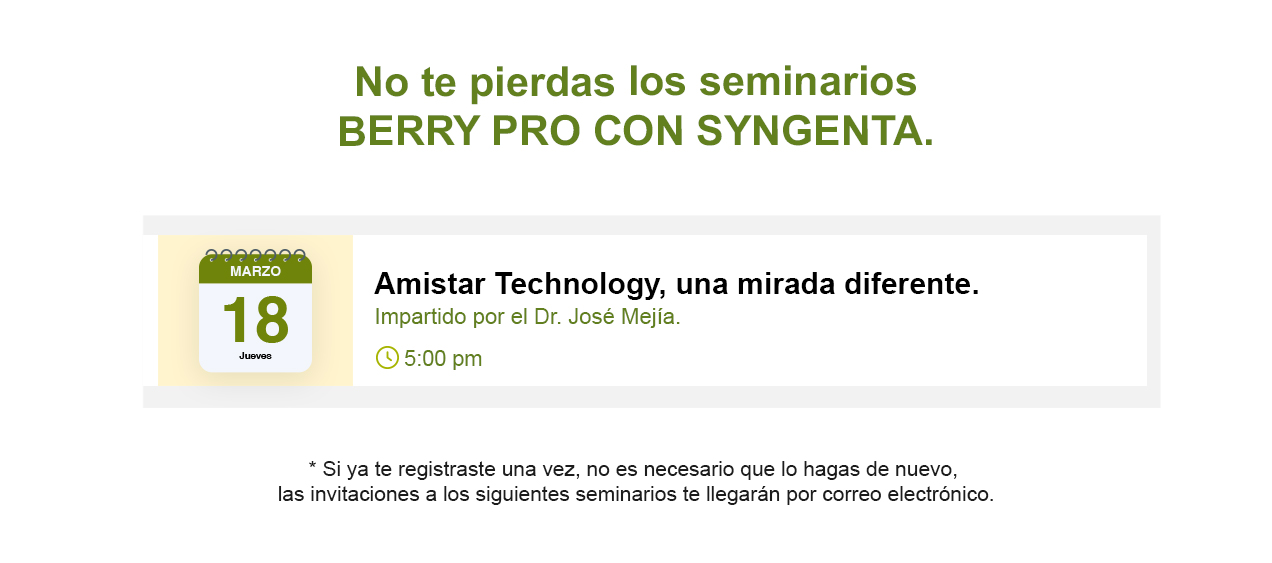 No te pierdas los seminarios
BERRY PRO CON SYNGENTA.
MARZO
18
Jueves
Amistar Technology, una mirada diferente.
Impartido por el Dr. José Mejía.
5:00 pm
* Si ya te registraste una vez, no es necesario que lo hagas de nuevo,
las invitaciones a los siguientes seminarios te llegarán por correo electrónico.